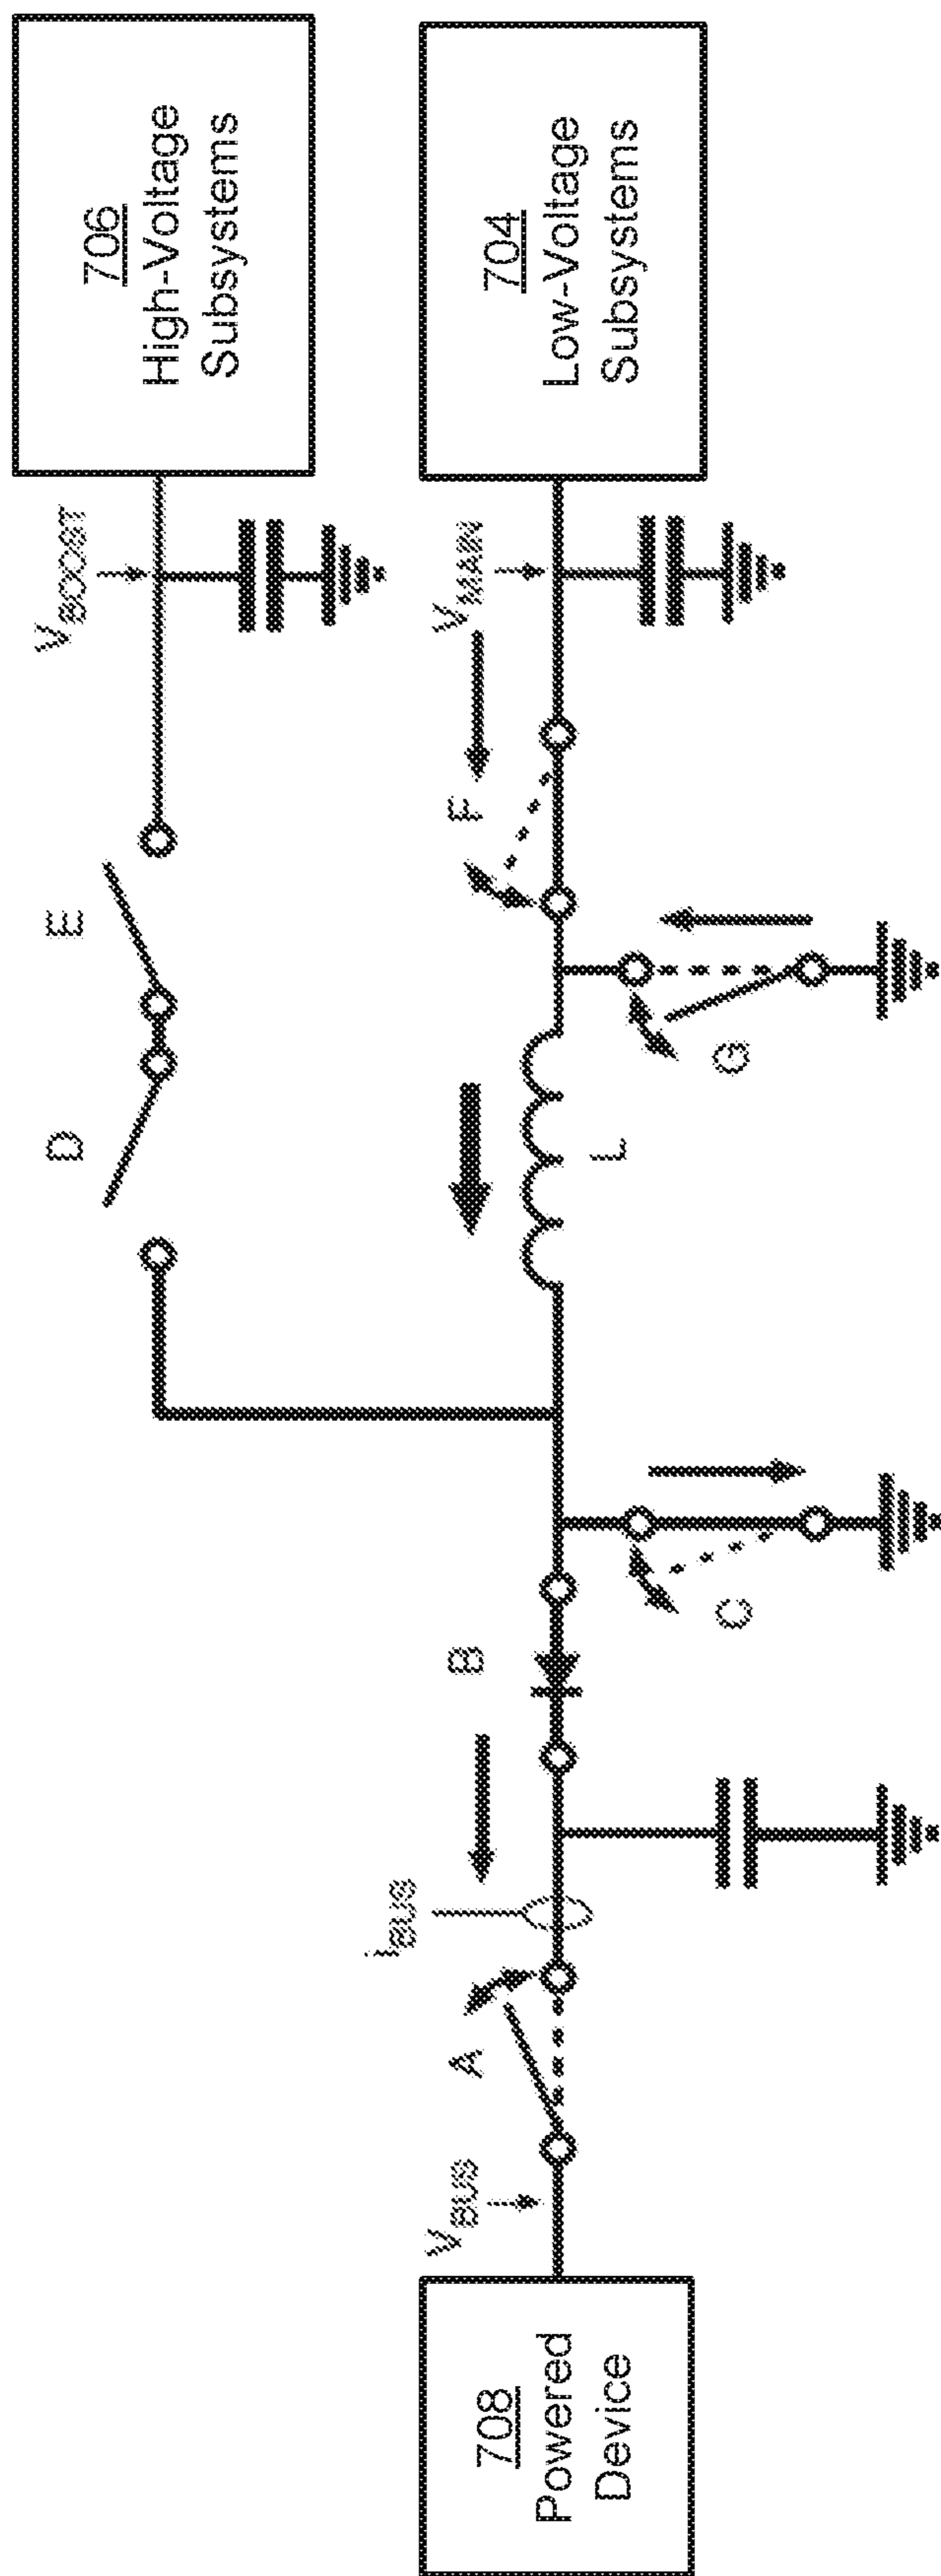 706
High-Voltage
Subsystems
704
Low-Voltage
Subsystems
V_BOOST
V_MAIN
E
D
F
G
L
C
B
i_BUS
A
V_BUS
708
Powered
Device